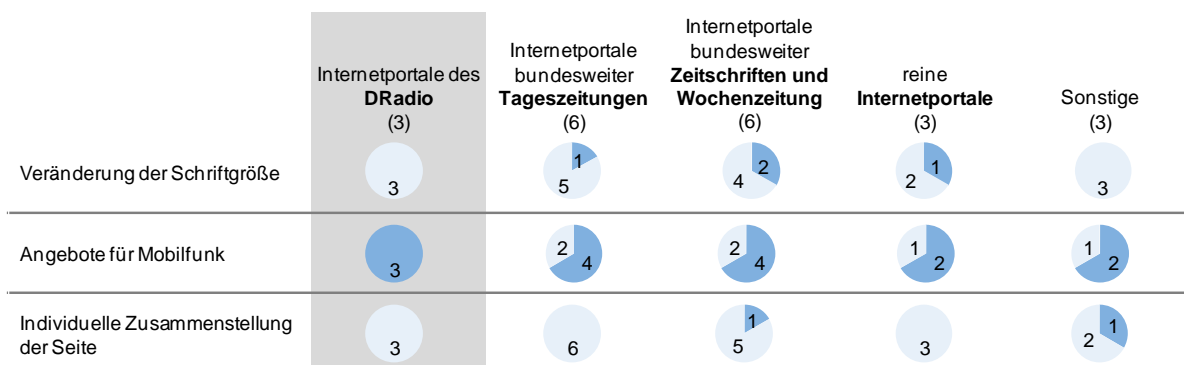 Internetportale des
DRadio
(3)
Internetportale
bundesweiter
Tageszeitungen
(6)
Internetportale
bundesweiter
Zeitschriften und
Wochenzeitung
(6)
reine
Internetportale
(3)
Sonstige
(3)
Veränderung der Schriftgröße
3
1
5
2
4
1
2
3
Angebote für Mobilfunk
3
2
4
2
4
1
2
1
2
Individuelle Zusammenstellung
der Seite
3
6
1
5
3
1
2